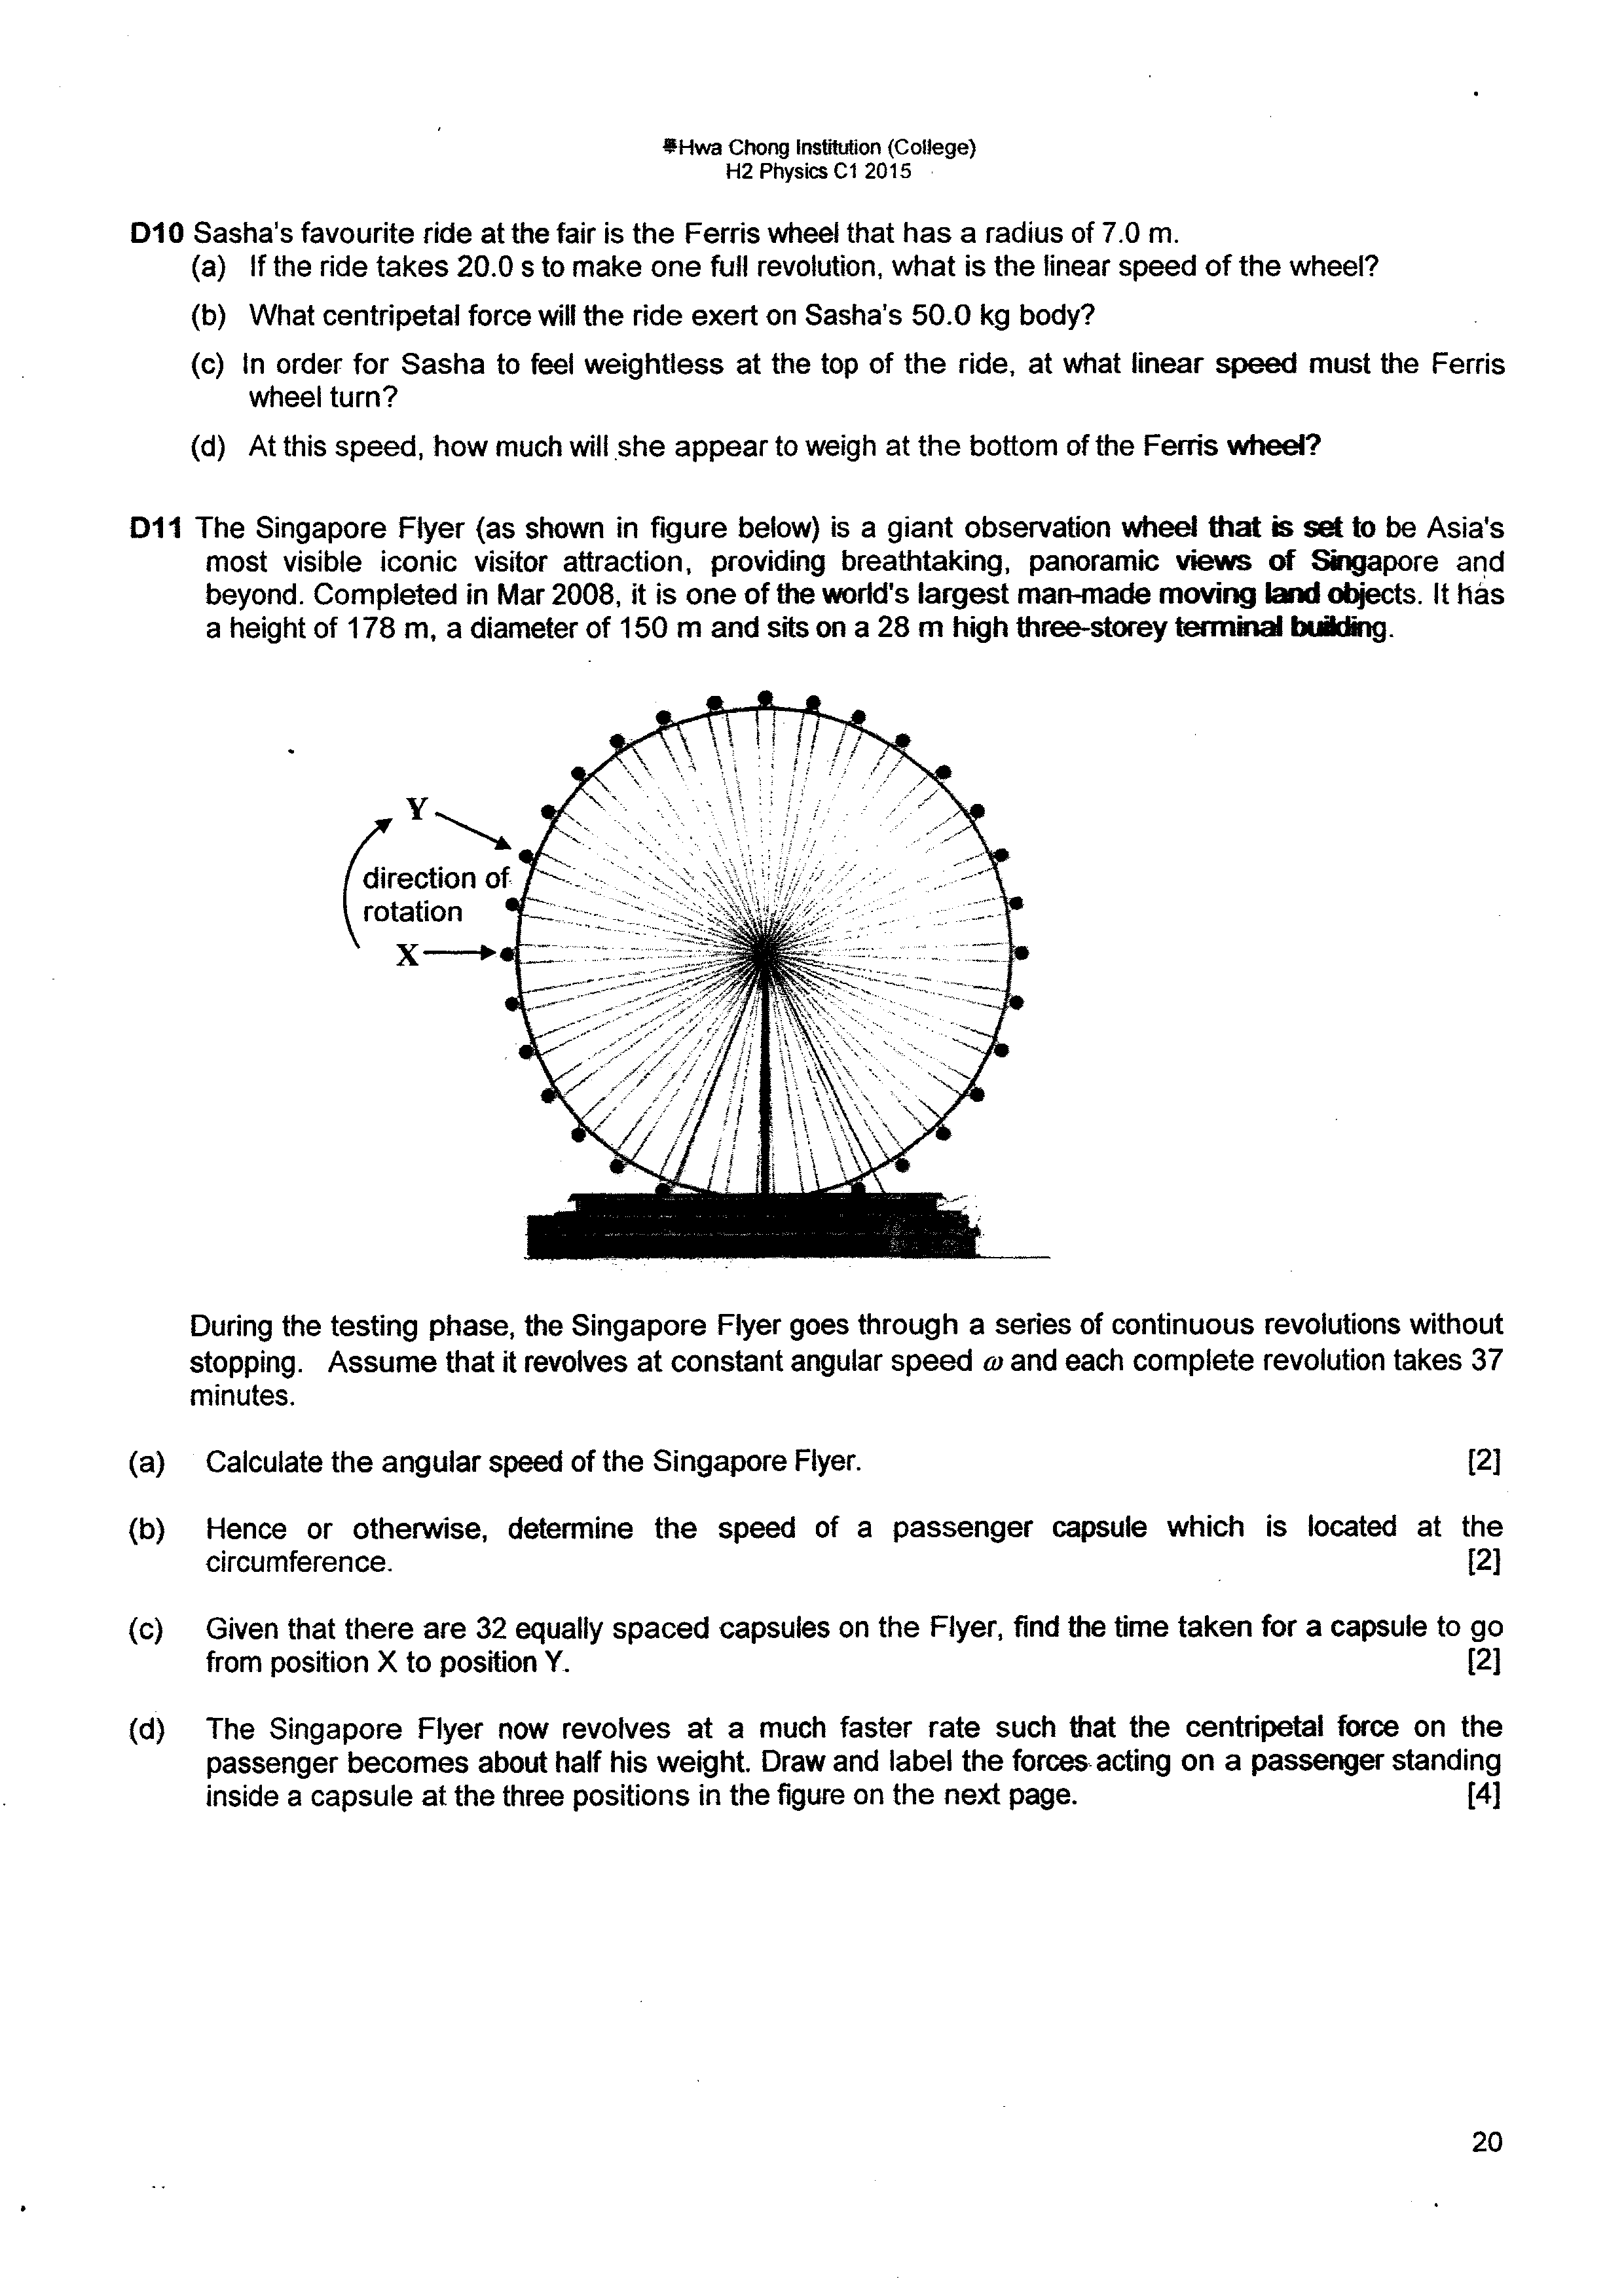 Hwa Chong Institution (College)
H2 Physics C1 2015
D10 Sasha's favourite ride at the fair is the Ferris wheel that has a radius of 7.0 m.
(a) If the ride takes 20.0 s to make one full revolution, what is the linear speed of the wheel?
(b) What centripetal force will the ride exert on Sasha's 50.0 kg body?
(c) In order for Sasha to feel weightless at the top of the ride, at what linear speed must the Ferris
wheel turn?
(d) At this speed, how much will she appear to weigh at the bottom of the Ferris wheel?
D11 The Singapore Flyer (as shown in figure below) is a giant observation wheel that is set to be Asia's
most visible iconic visitor attraction, providing breathtaking, panoramic views of Singapore and
beyond. Completed in Mar 2008, it is one of the world's largest man-made moving land objects. It has
a height of 178 m, a diameter of 150 m and sits on a 28 m high three-storey terminal building.
Y
direction of
rotation
X
During the testing phase, the Singapore Flyer goes through a series of continuous revolutions without
stopping. Assume that it revolves at constant angular speed ω and each complete revolution takes 37
minutes.
(a) Calculate the angular speed of the Singapore Flyer. [2]
(b) Hence or otherwise, determine the speed of a passenger capsule which is located at the
circumference. [2]
(c) Given that there are 32 equally spaced capsules on the Flyer, find the time taken for a capsule to go
from position X to position Y. [2]
(d) The Singapore Flyer now revolves at a much faster rate such that the centripetal force on the
passenger becomes about half his weight. Draw and label the forces acting on a passenger standing
inside a capsule at the three positions in the figure on the next page. [4]
20